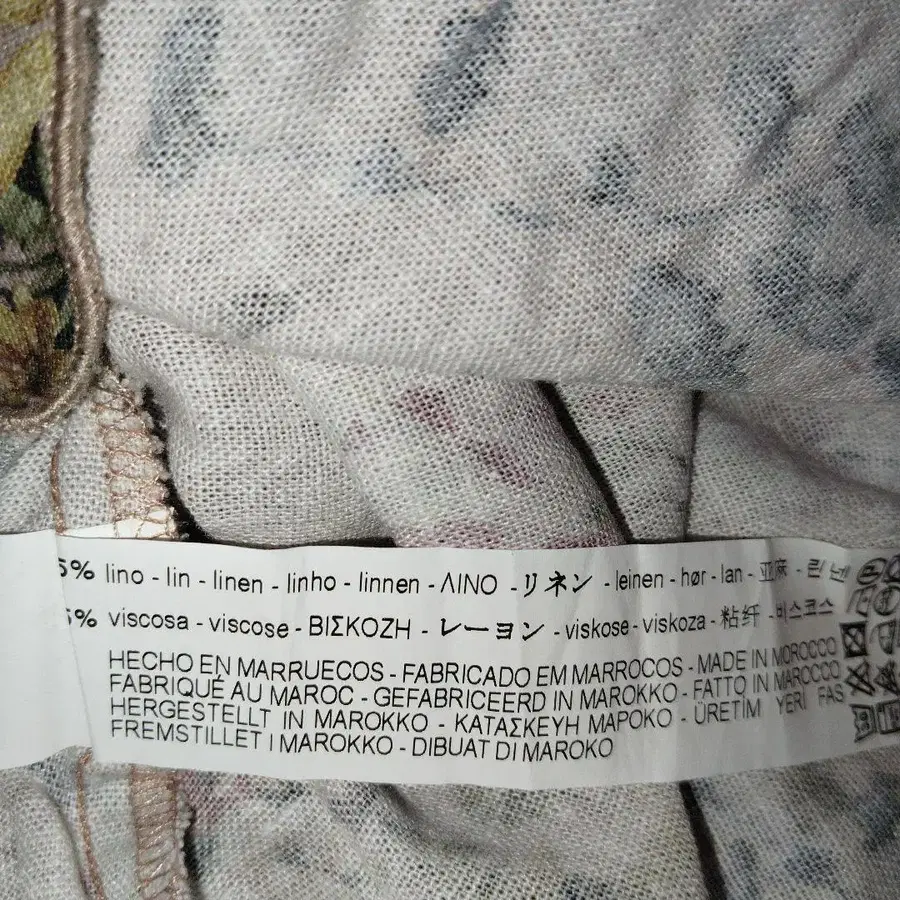 5% lino - lin - linen - linho - linnen - ΛΙΝΟ - リネン - leinen - hør - lan - 亚麻 - 린넨
5% viscosa - viscose - ΒΙΣΚΟΖΗ - レーヨン - viskose - viskoza - 粘纤 - 비스코스
HECHO EN MARRUECOS - FABRICADO EM MARROCOS - MADE IN MOROCCO
FABRIQUÉ AU MAROC - GEFABRICEERD IN MAROKKO - FATTO IN MAROCCO
HERGESTELLT IN MAROKKO - ΚΑΤΑΣΚΕΥΗ ΜΑΡΟΚΟ - ÜRETİM YERİ FAS
FREMSTILLET I MAROKKO - DIBUAT DI MAROKO